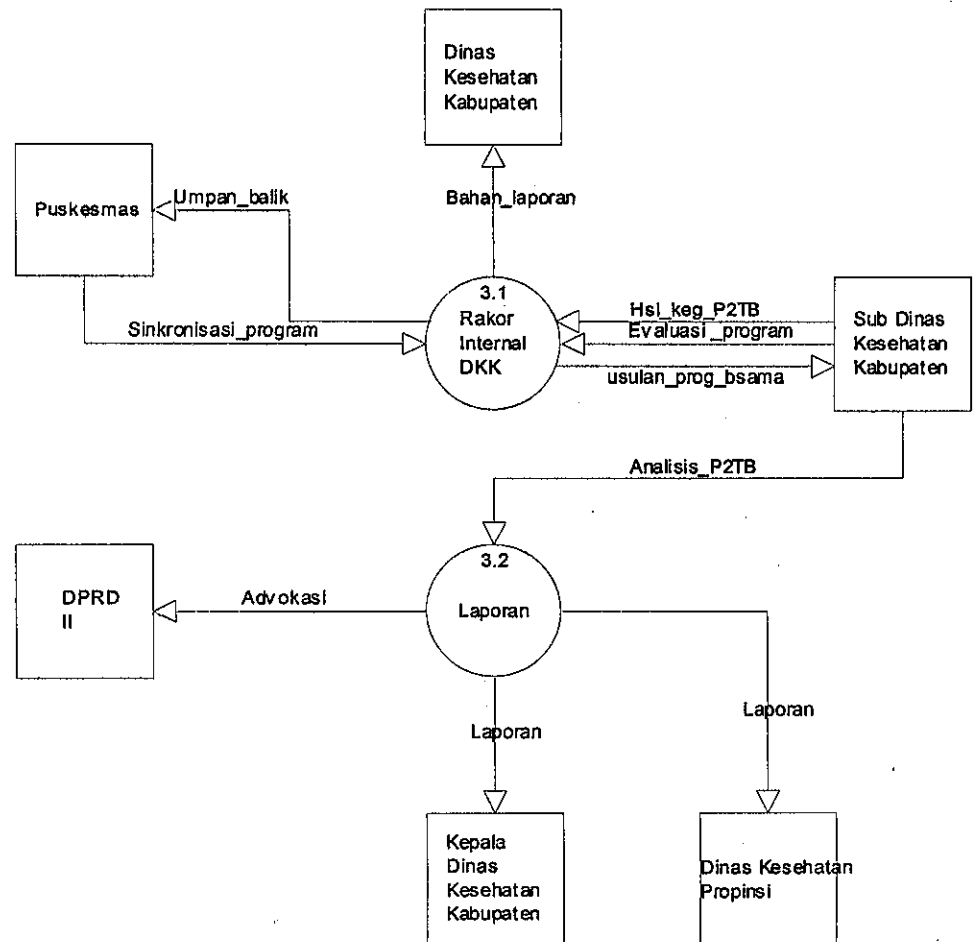 Dinas
Kesehatan
Kabupaten
Puskesmas
Umpan_balik
Bahan_laporan
3.1
Rakor
Internal
DKK
Hsl_keg_P2TB
Evaluasi_program
usulan_prog_bsama
Sinkronisasi_program
Sub Dinas
Kesehatan
Kabupaten
Analisis_P2TB
3.2
Laporan
DPRD
II
Advokasi
Laporan
Laporan
Kepala
Dinas
Kesehatan
Kabupaten
Dinas Kesehatan
Propinsi